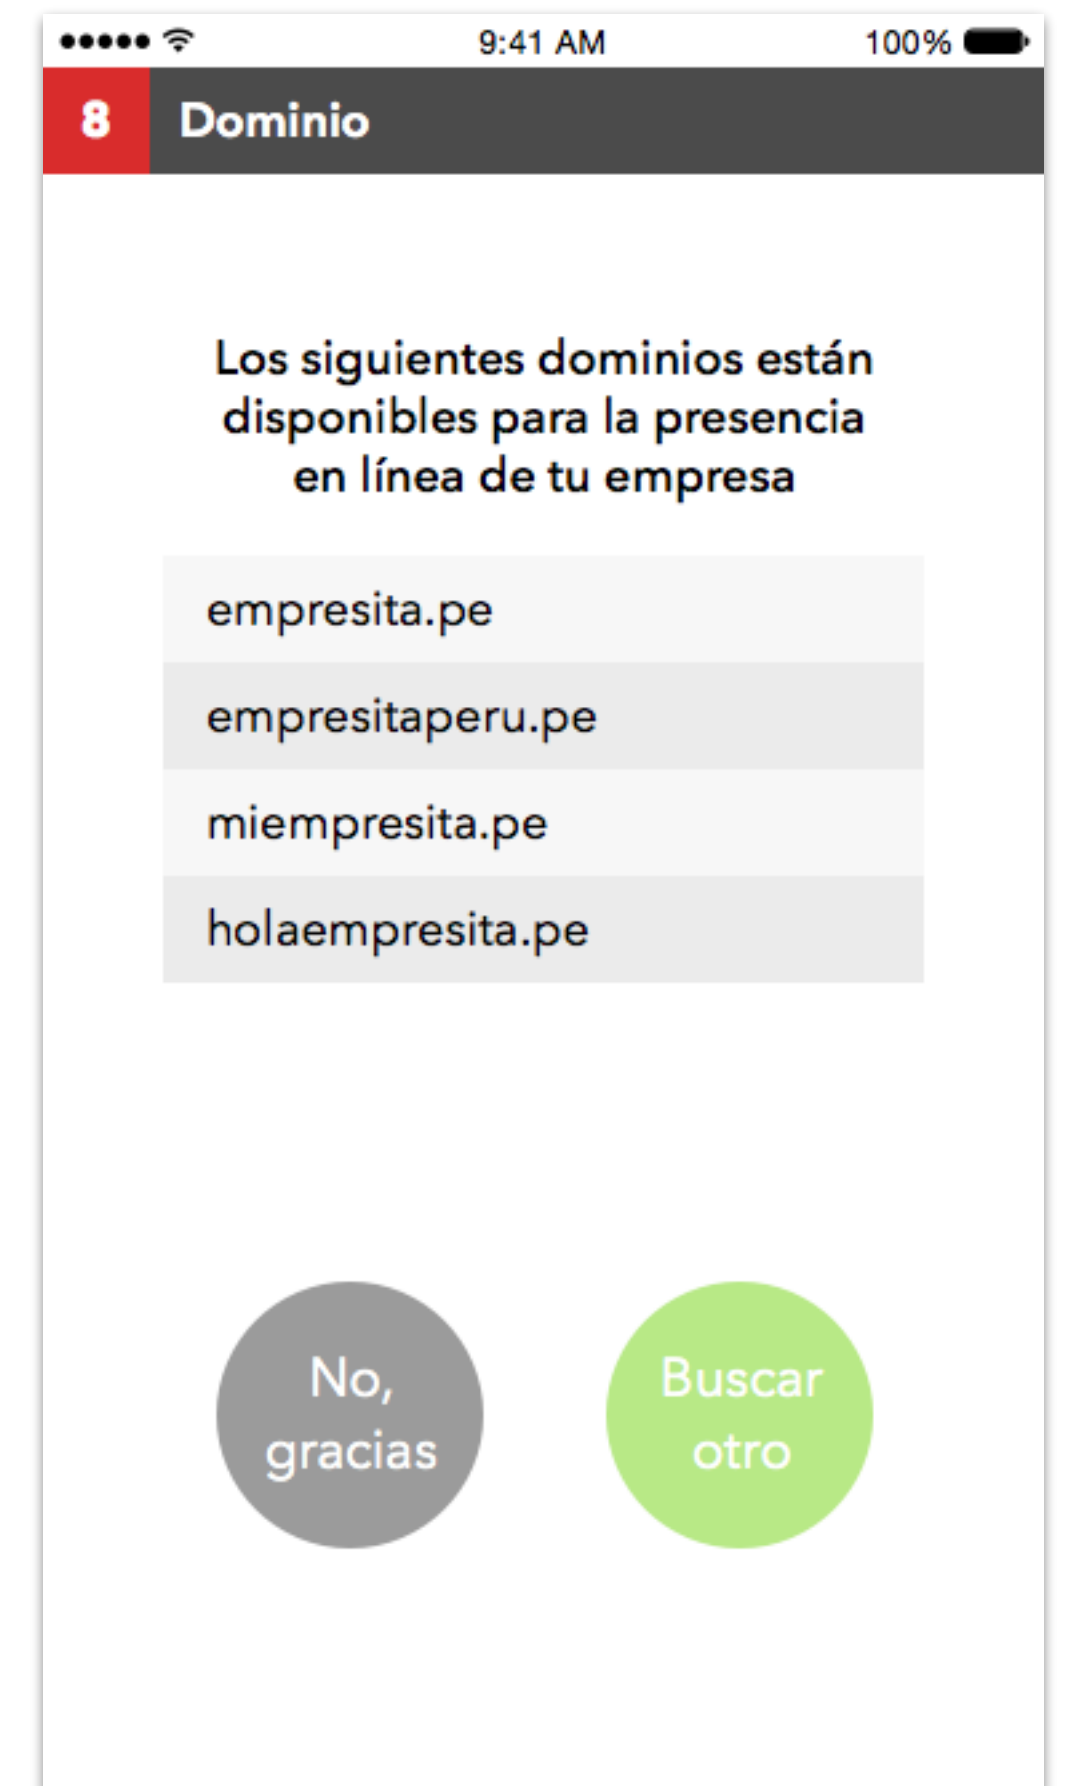 9:41 AM 100%
8 Dominio
Los siguientes dominios están
disponibles para la presencia
en línea de tu empresa
empresita.pe
empresitaperu.pe
miempresita.pe
holaempresita.pe
No,
gracias
Buscar
otro